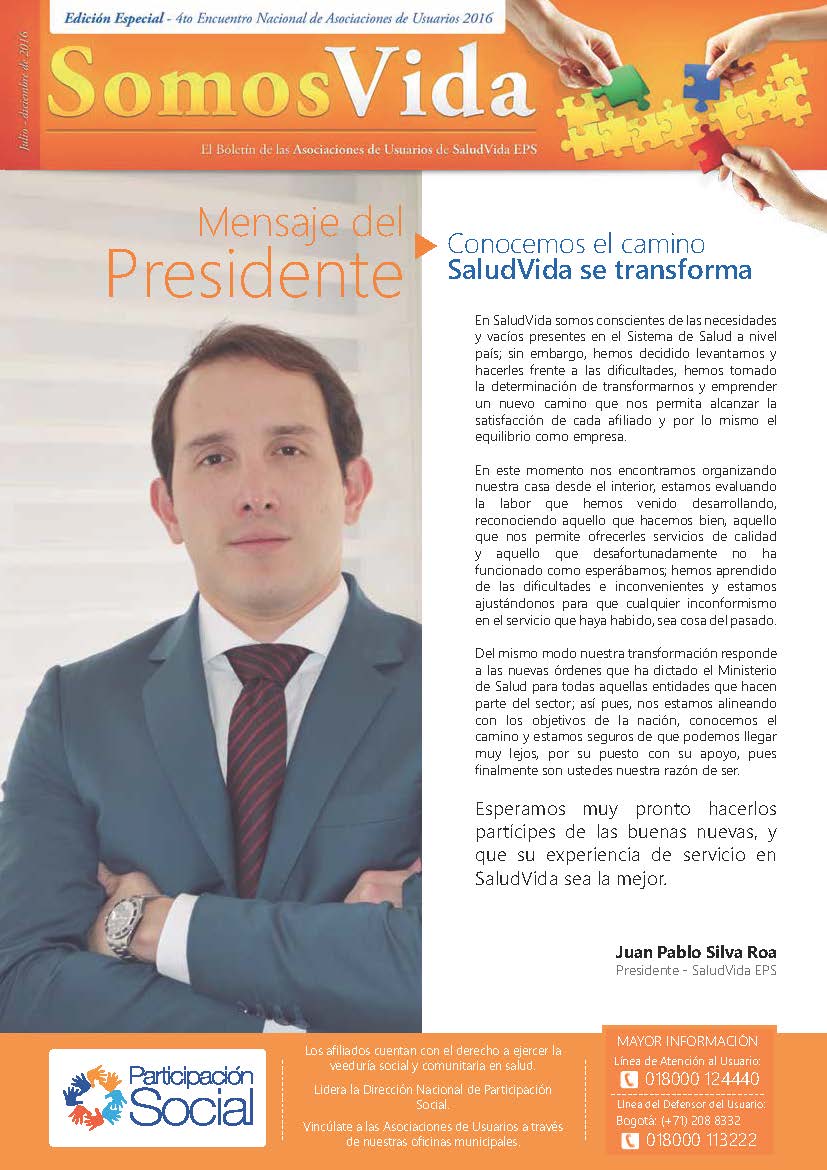 Edición Especial - 4to Encuentro Nacional de Asociaciones de Usuarios 2016
Julio - diciembre de 2016
SomosVida
El Boletín de las Asociaciones de Usuarios de SaludVida EPS
Mensaje del
Presidente
Conocemos el camino
SaludVida se transforma
En SaludVida somos conscientes de las necesidades
y vacíos presentes en el Sistema de Salud a nivel
país; sin embargo, hemos decidido levantarnos y
hacerles frente a las dificultades, hemos tomado
la determinación de transformarnos y emprender
un nuevo camino que nos permita alcanzar la
satisfacción de cada afiliado y por lo mismo el
equilibrio como empresa.
En este momento nos encontramos organizando
nuestra casa desde el interior, estamos evaluando
la labor que hemos venido desarrollando,
reconociendo aquello que hacemos bien, aquello
que nos permite ofrecerles servicios de calidad
y aquello que desafortunadamente no ha
funcionado como esperábamos; hemos aprendido
de las dificultades e inconvenientes y estamos
ajustándonos para que cualquier inconformismo
en el servicio que haya habido, sea cosa del pasado.
Del mismo modo nuestra transformación responde
a las nuevas órdenes que ha dictado el Ministerio
de Salud para todas aquellas entidades que hacen
parte del sector; así pues, nos estamos alineando
con los objetivos de la nación, conocemos el
camino y estamos seguros de que podemos llegar
muy lejos, por su puesto con su apoyo, pues
finalmente son ustedes nuestra razón de ser.
Esperamos muy pronto hacerlos
partícipes de las buenas nuevas, y
que su experiencia de servicio en
SaludVida sea la mejor.
Juan Pablo Silva Roa
Presidente - SaludVida EPS
Participación
Social
Los afiliados cuentan con el derecho a ejercer la
veeduría social y comunitaria en salud.
Lidera la Dirección Nacional de Participación
Social.
Vincúlate a las Asociaciones de Usuarios a través
de nuestras oficinas municipales.
MAYOR INFORMACIÓN
Línea de Atención al Usuario:
018000 124440
Línea del Defensor del Usuario:
Bogotá: (+71) 208 8332
018000 113222